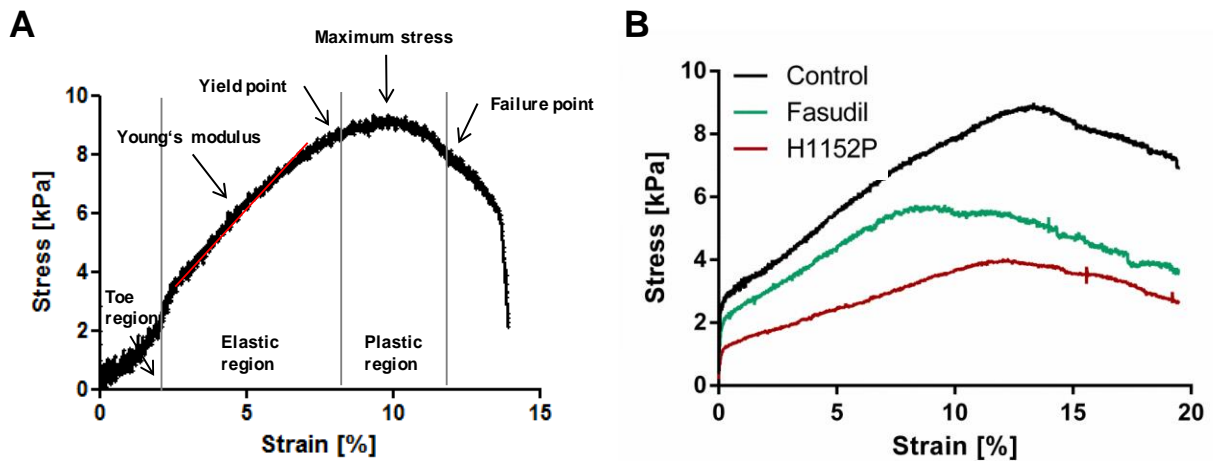 A
Maximum stress
Yield point
Failure point
Young's modulus
Toe
region
Elastic
region
Plastic
region
10
8
6
4
2
0
Stress [kPa]
0
5
10
15
Strain [%]
B
Control
Fasudil
H1152P
10
8
6
4
2
0
Stress [kPa]
0
5
10
15
20
Strain [%]